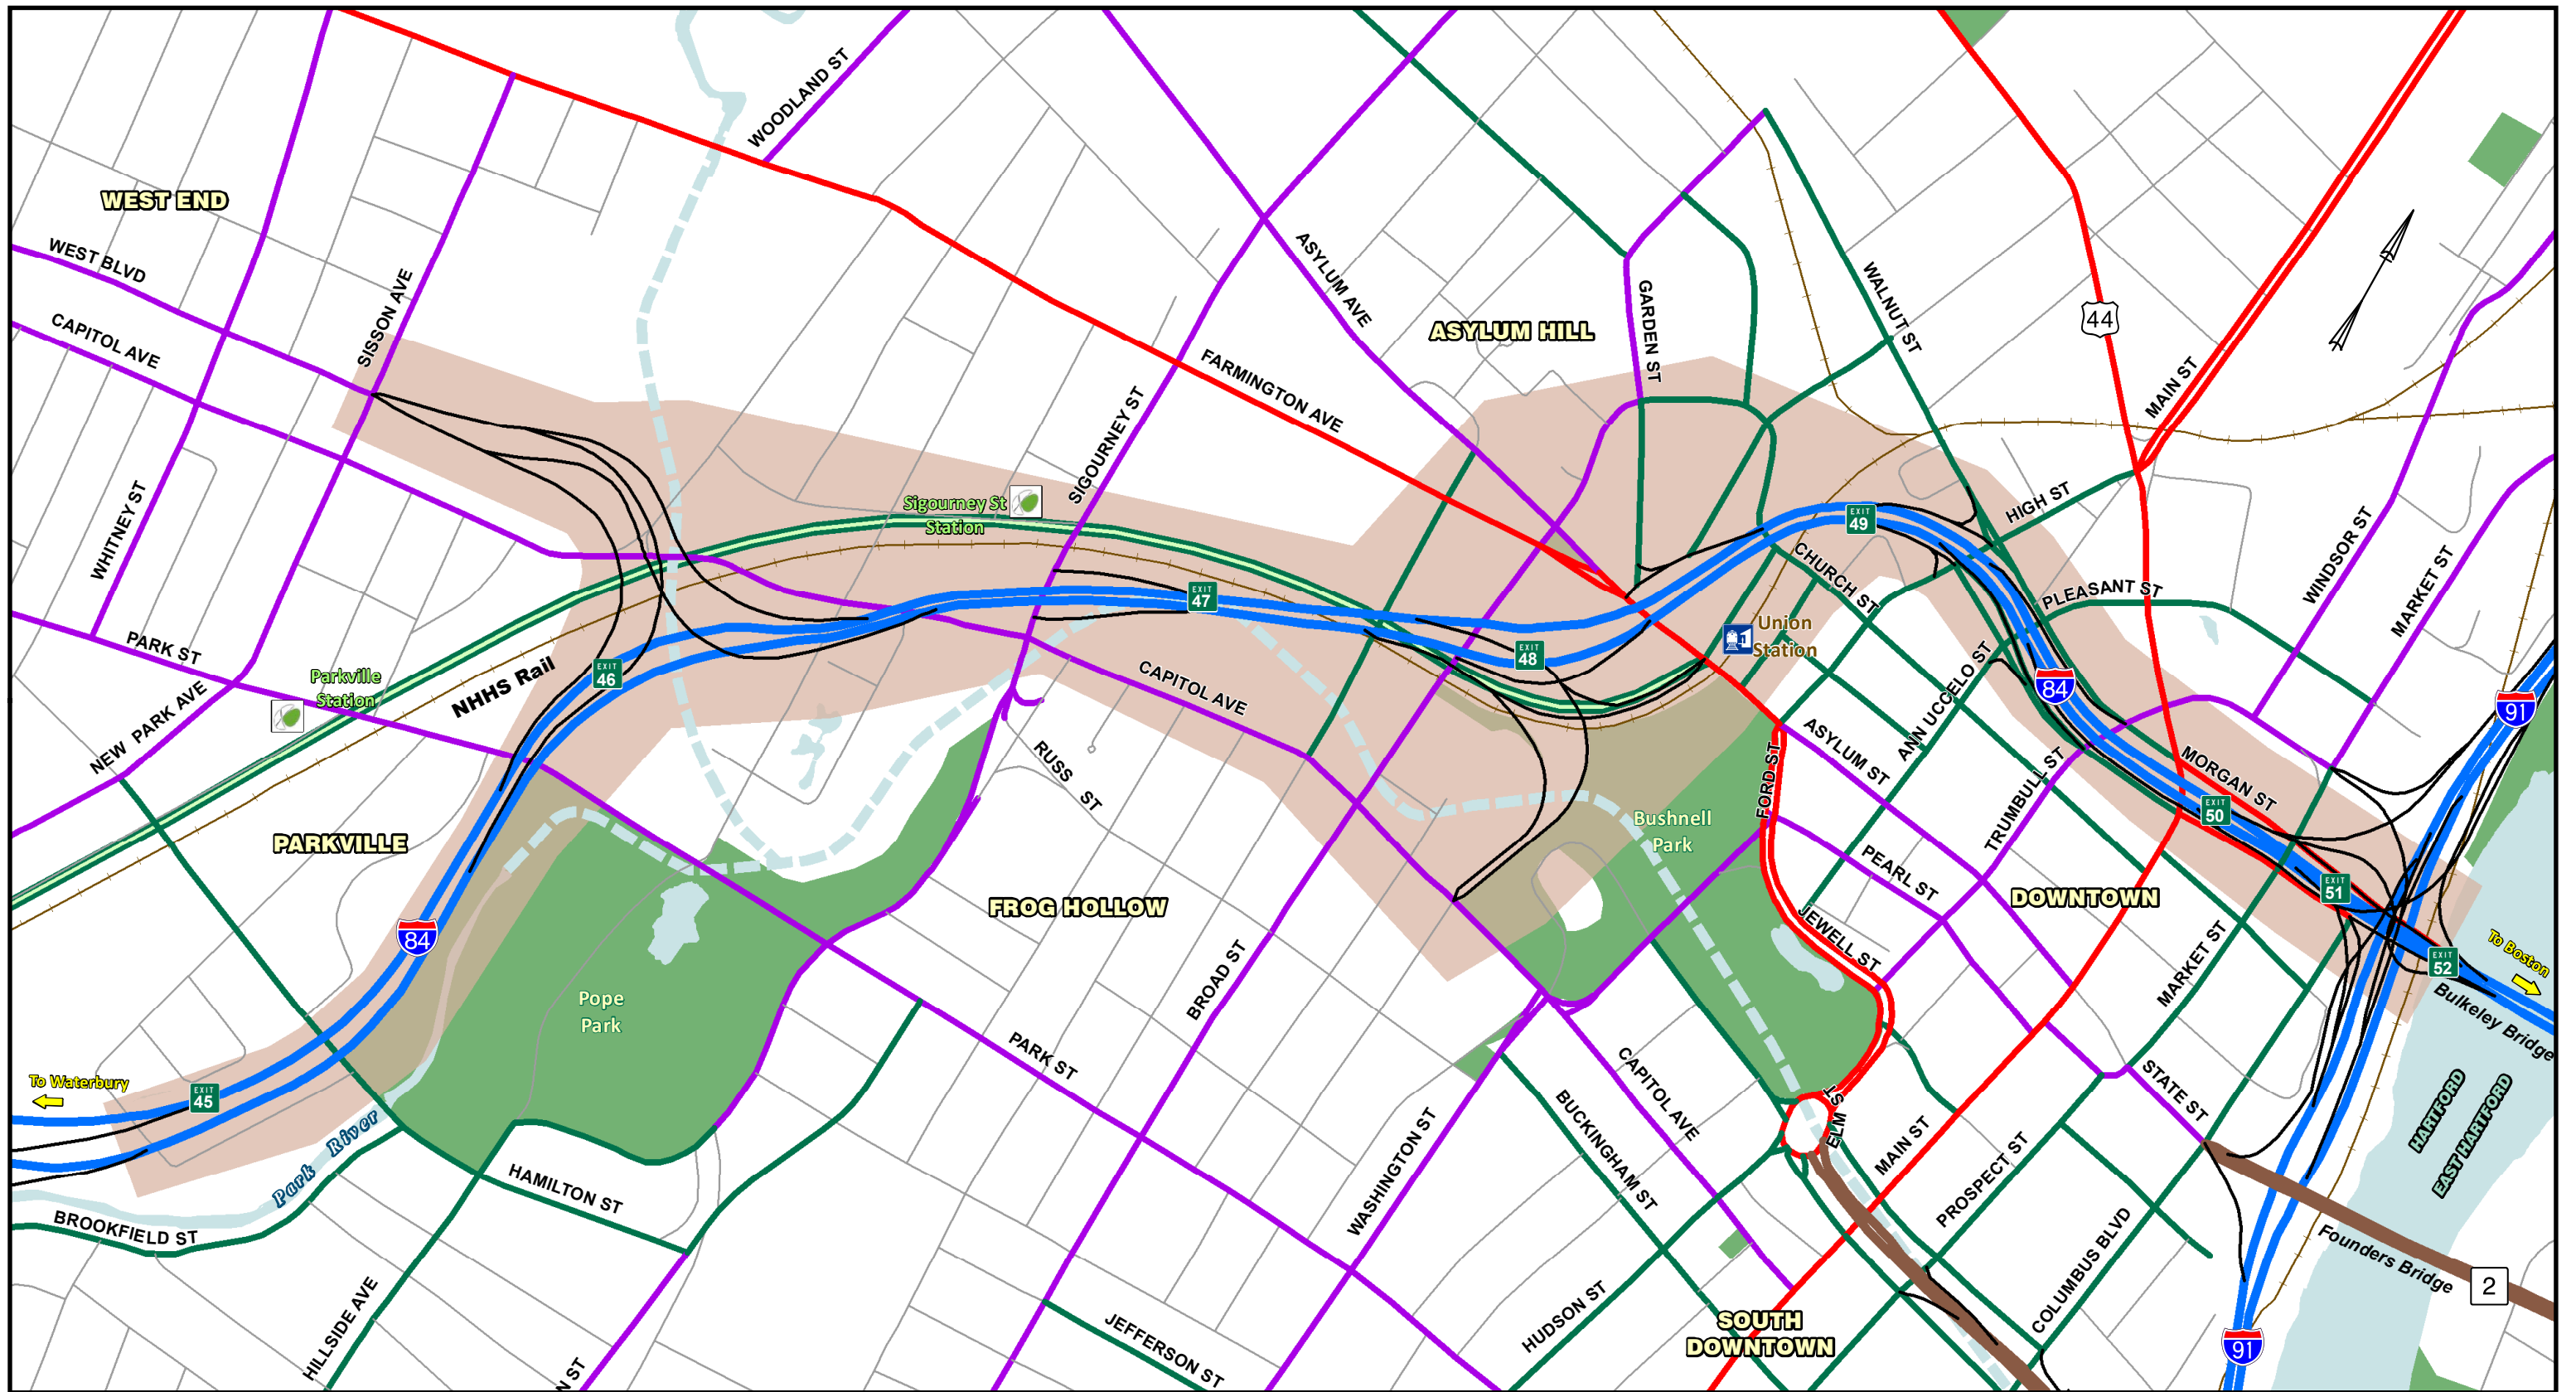 WOODLAND ST
WEST END
WEST BLVD
CAPITOL AVE
SISSON AVE
WHITNEY ST
ASYLUM AVE
ASYLUM HILL
GARDEN ST
WALNUT ST
44
MAIN ST
FARMINGTON AVE
SIGOURNEY ST
Sigourney St
Station
HIGH ST
EXIT
49
CHURCH ST
PLEASANT ST
WINDSOR ST
MARKET ST
EXIT
47
Union
Station
EXIT
48
EXIT
46
PARK ST
Parkville
Station
NHHS Rail
NEW PARK AVE
CAPITOL AVE
RUSS ST
ANN UCCELO ST
84
91
ASYLUM ST
FORD ST
TRUMBULL ST
MORGAN ST
EXIT
50
PARKVILLE
Bushnell
Park
PEARL ST
DOWNTOWN
EXIT
51
FROG HOLLOW
84
JEWELL ST
BROAD ST
MARKET ST
EXIT
52
To Boston
Bulkeley Bridge
Pope
Park
PARK ST
To Waterbury
EXIT
45
CAPITOL AVE
BUCKINGHAM ST
ELM ST
STATE ST
HARTFORD
EAST HARTFORD
Park River
WASHINGTON ST
MAIN ST
PROSPECT ST
HAMILTON ST
BROOKFIELD ST
COLUMBUS BLVD
Founders Bridge
2
HILLSIDE AVE
JEFFERSON ST
HUDSON ST
SOUTH
DOWNTOWN
91
N ST